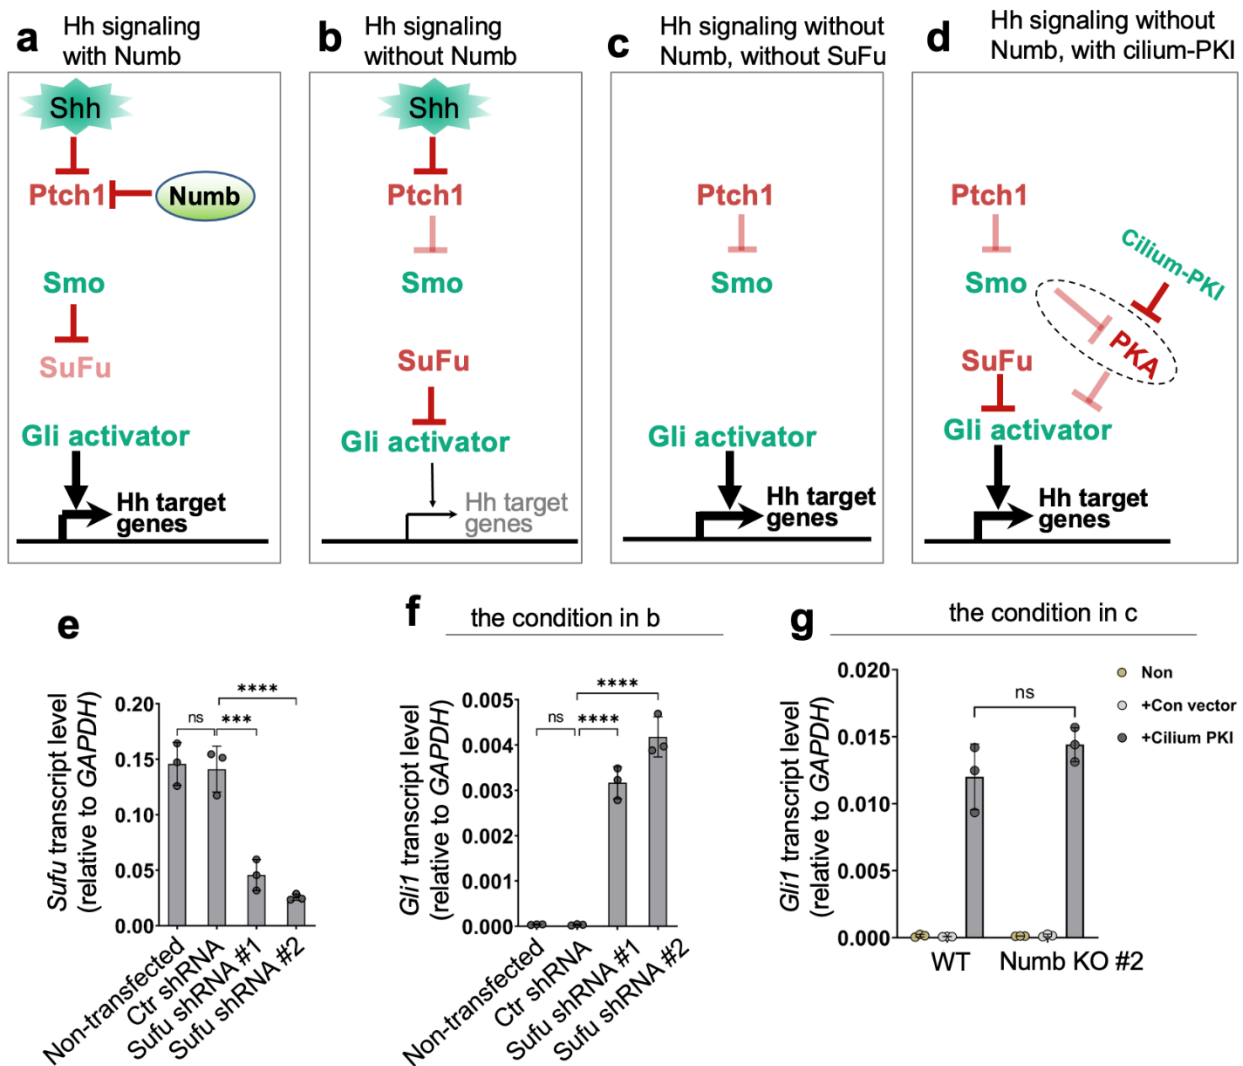 a
Hh signaling
with Numb
Shh
Ptch1
Numb
Smo
SuFu
Gli activator
Hh target
genes
b
Hh signaling
without Numb
Shh
Ptch1
Smo
SuFu
Gli activator
Hh target
genes
c
Hh signaling without
Numb, without SuFu
Ptch1
Smo
Gli activator
Hh target
genes
d
Hh signaling without
Numb, with cilium-PKI
Ptch1
Smo
Cilium-PKI
PKA
SuFu
Gli activator
Hh target
genes
e
Sufu transcript level
(relative to GAPDH)
0.20
0.15
0.10
0.05
0.00
ns
***
****
Non-transfected
Ctr shRNA
Sufu shRNA #1
Sufu shRNA #2
f
the condition in b
Gli1 transcript level
(relative to GAPDH)
0.005
0.004
0.003
0.002
0.001
0.000
ns
****
****
Non-transfected
Ctr shRNA
Sufu shRNA #1
Sufu shRNA #2
g
the condition in c
Gli1 transcript level
(relative to GAPDH)
0.020
0.015
0.010
0.005
0.000
ns
WT
Numb KO #2
Non
+Con vector
+Cilium PKI